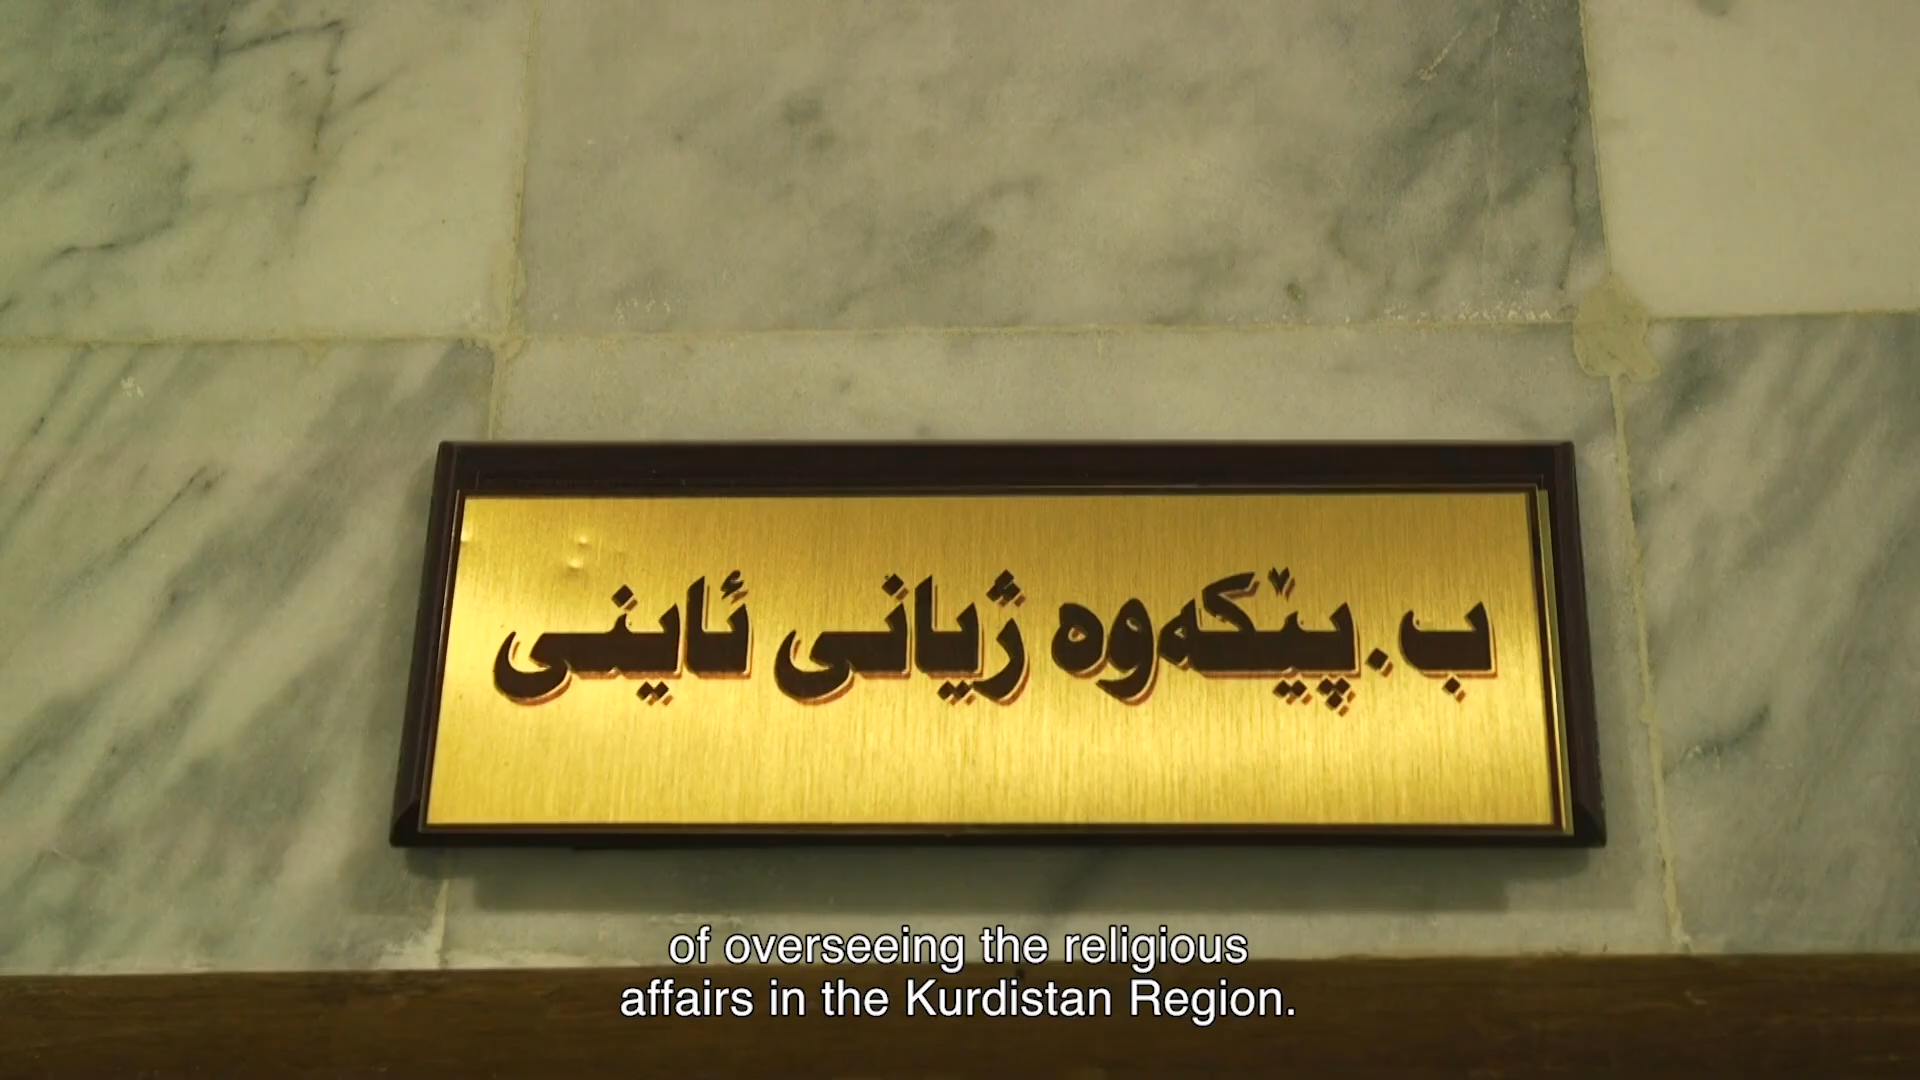 ب. پێکەوە ژیانی ئاینی
of overseeing the religious
affairs in the Kurdistan Region.